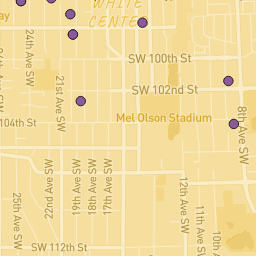 WHITE
CENTER
ay
SW 100th St
24th Ave SW
21st Ave SW
SW 102nd St
Mel Olson Stadium
104th St
8th Ave SW
25th Ave SW
22nd Ave SW
19th Ave SW
18th Ave SW
17th Ave SW
12th Ave SW
11th Ave SW
10th Ave SW
SW 112th St